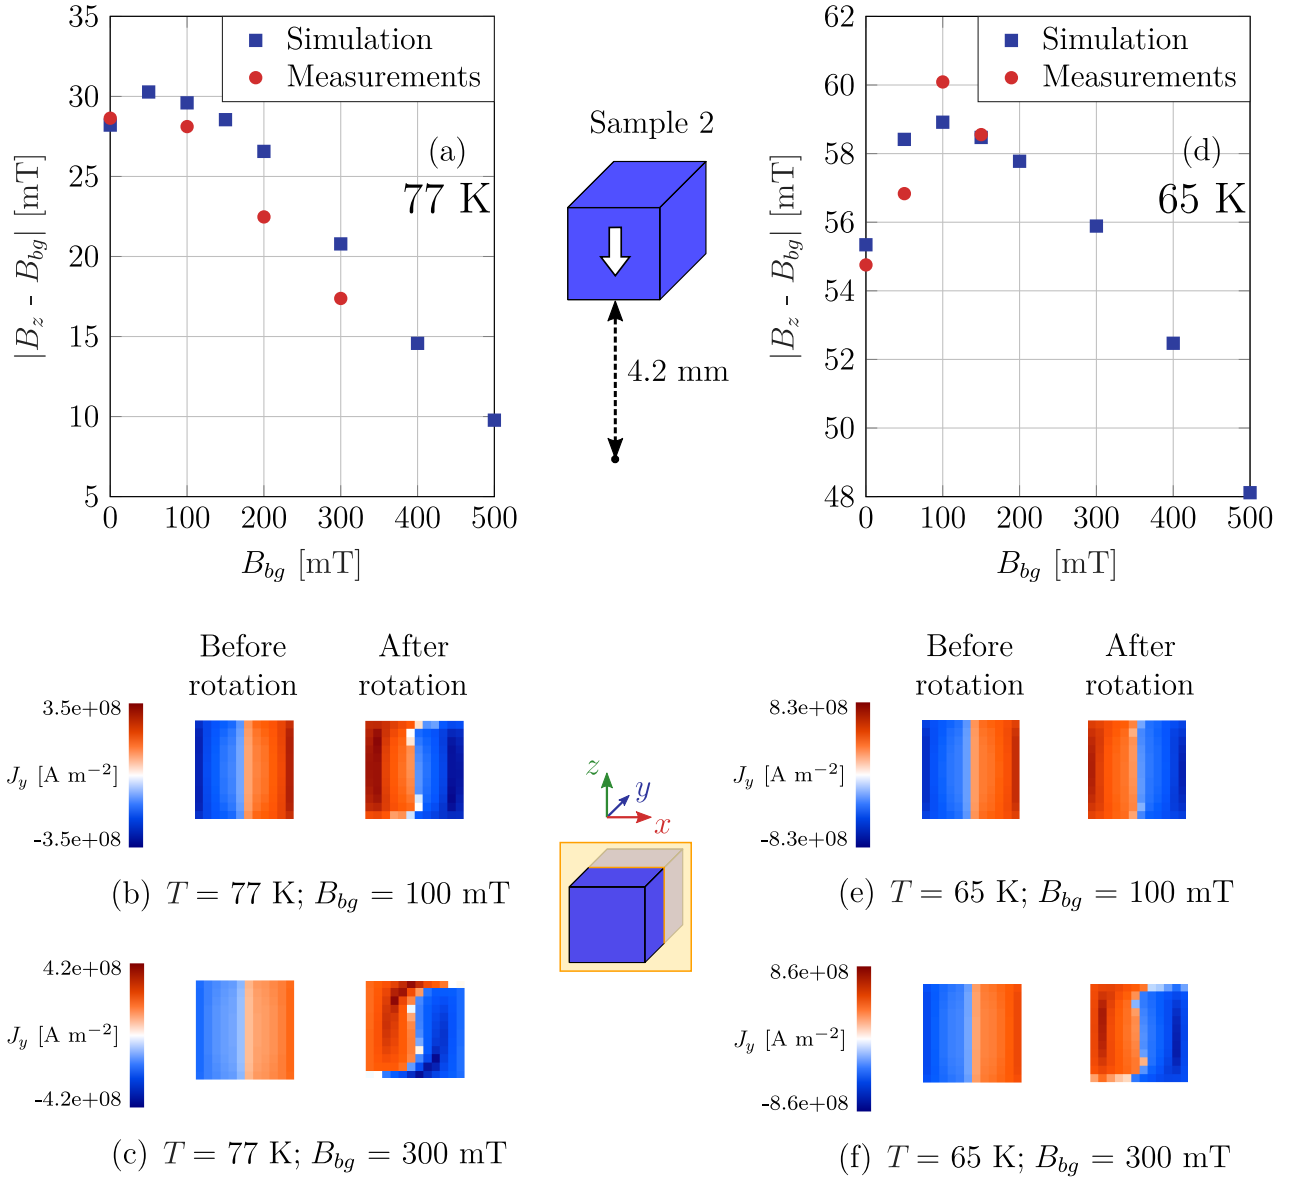 35
30
25
20
15
10
5
0 100 200 300 400 500
|B_z - B_bg| [mT]
B_bg [mT]
Simulation
Measurements
(a)
77 K
Sample 2
4.2 mm
62
60
58
56
54
52
50
48
0 100 200 300 400 500
|B_z - B_bg| [mT]
B_bg [mT]
Simulation
Measurements
(d)
65 K
Before
rotation
After
rotation
3.5e+08
J_y [A m⁻²]
-3.5e+08
(b) T = 77 K; B_bg = 100 mT
4.2e+08
J_y [A m⁻²]
-4.2e+08
(c) T = 77 K; B_bg = 300 mT
z
y
x
Before
rotation
After
rotation
8.3e+08
J_y [A m⁻²]
-8.3e+08
(e) T = 65 K; B_bg = 100 mT
8.6e+08
J_y [A m⁻²]
-8.6e+08
(f) T = 65 K; B_bg = 300 mT